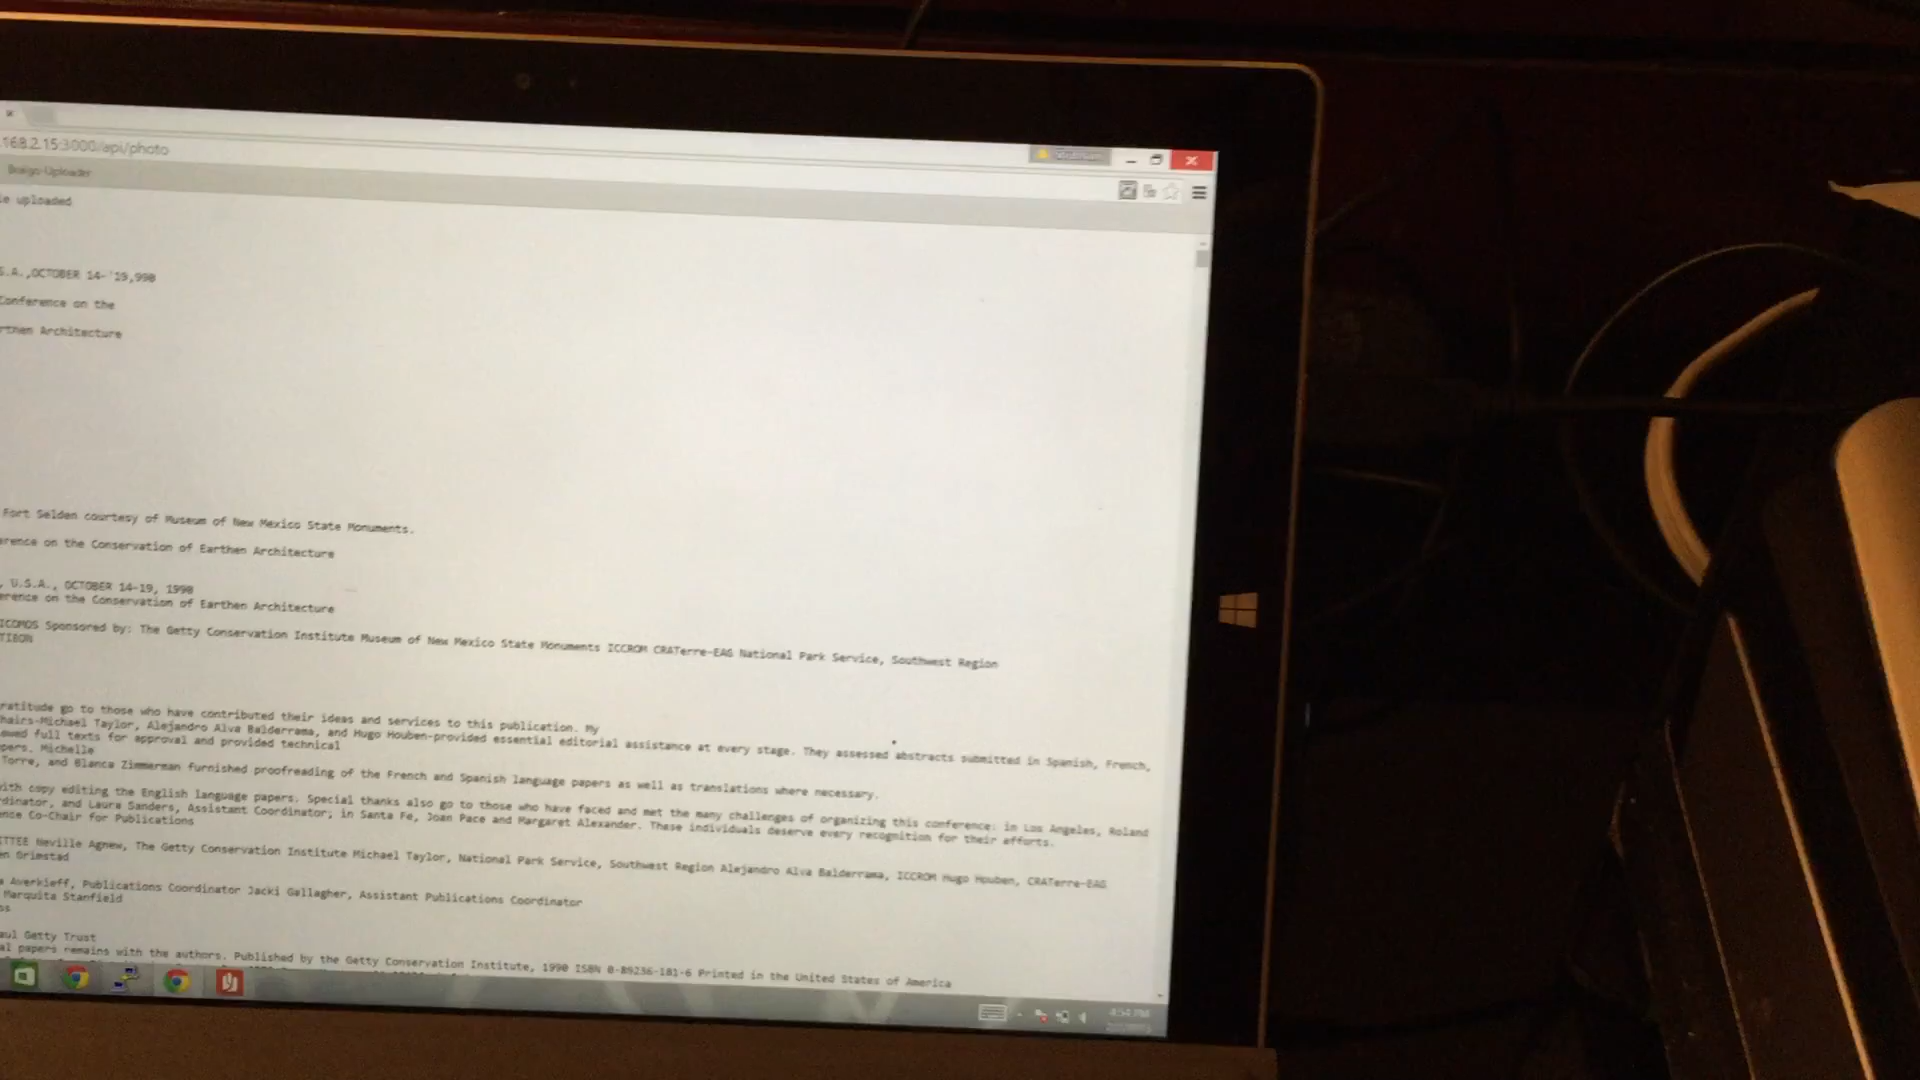 168.2.15:3000/api/photo
Boxgo-Uploader
le uploaded
S.A.,OCTOBER 14-'19,990
Conference on the
rthen Architecture
Fort Selden courtesy of Museum of New Mexico State Monuments.
erence on the Conservation of Earthen Architecture
, U.S.A., OCTOBER 14-19, 1990
erence on the Conservation of Earthen Architecture
ICOMOS Sponsored by: The Getty Conservation Institute Museum of New Mexico State Monuments ICCROM CRATerre-EAG National Park Service, Southwest Region
ratitude go to those who have contributed their ideas and services to this publication. My
hairs-Michael Taylor, Alejandro Alva Balderrama, and Hugo Houben-provided essential editorial assistance at every stage. They assessed abstracts submitted in Spanish, French,
ewed full texts for approval and provided technical
pers. Michelle
Torre, and Blanca Zimmerman furnished proofreading of the French and Spanish language papers as well as translations where necessary.
with copy editing the English language papers. Special thanks also go to those who have faced and met the many challenges of organizing this conference: in Los Angeles, Roland
rdinator, and Laura Sanders, Assistant Coordinator; in Santa Fe, Joan Pace and Margaret Alexander. These individuals deserve every recognition for their efforts.
ence Co-Chair for Publications
ITTEE Neville Agnew, The Getty Conservation Institute Michael Taylor, National Park Service, Southwest Region Alejandro Alva Balderrama, ICCROM Hugo Houben, CRATerre-EAG
en Grimstad
a Averkieff, Publications Coordinator Jacki Gallagher, Assistant Publications Coordinator
Marquita Stanfield
ss
aul Getty Trust
al papers remains with the authors. Published by the Getty Conservation Institute, 1990 ISBN 0-89236-181-6 Printed in the United States of America
4:54 PM